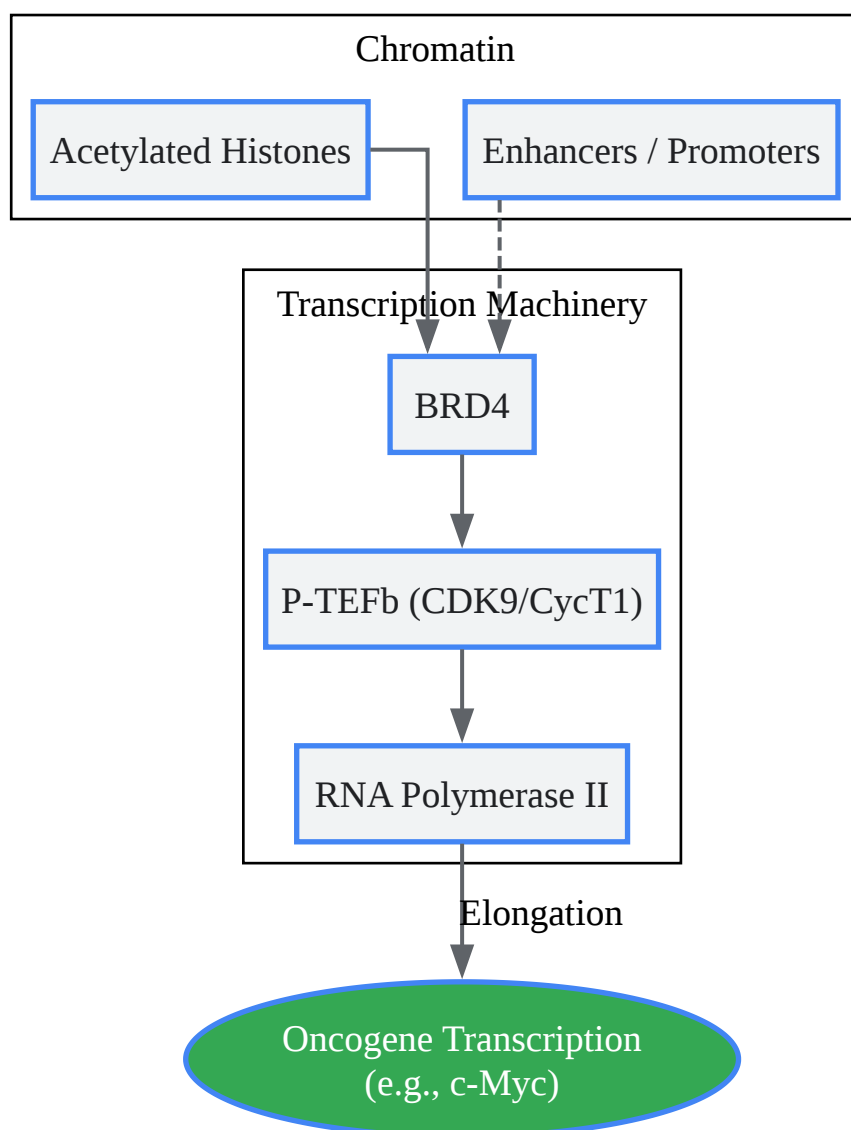 Chromatin
Acetylated Histones
Enhancers / Promoters
Transcription Machinery
BRD4
P-TEFb (CDK9/CycT1)
RNA Polymerase II
Elongation
Oncogene Transcription
(e.g., c-Myc)